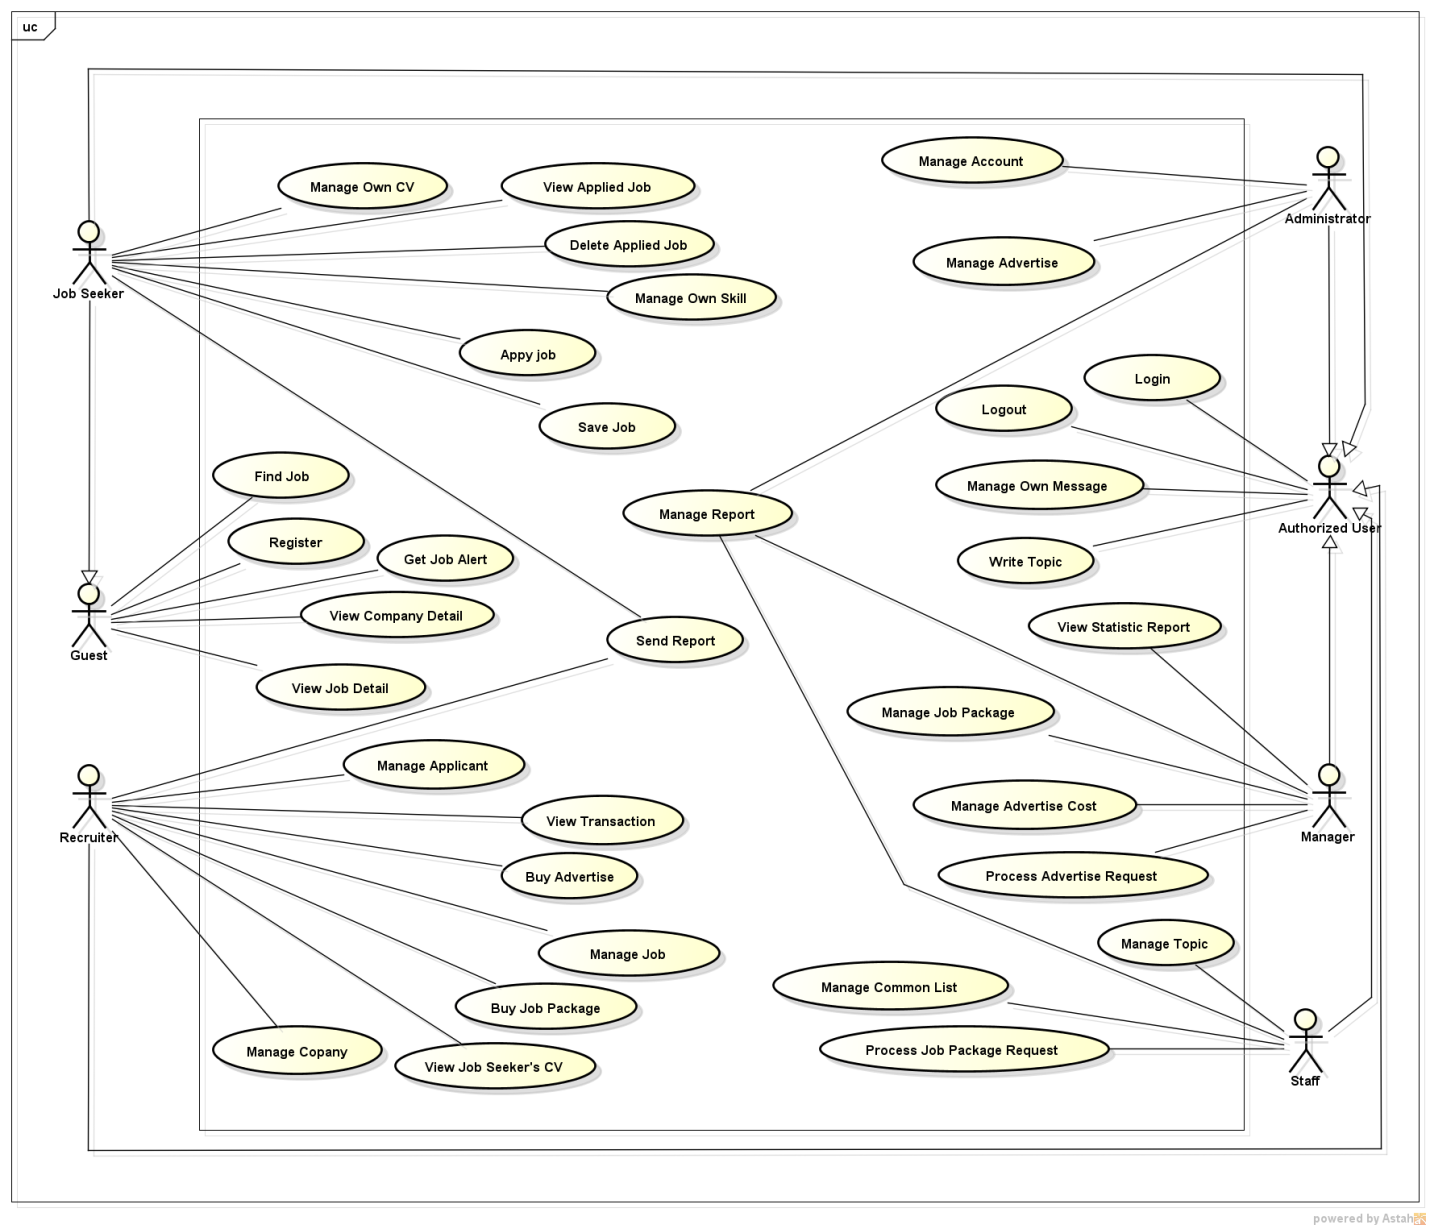 uc
Manage Account
Manage Own CV
View Applied Job
Administrator
Delete Applied Job
Manage Advertise
Job Seeker
Manage Own Skill
Appy job
Login
Logout
Save Job
Find Job
Manage Own Message
Manage Report
Authorized User
Register
Get Job Alert
Write Topic
View Company Detail
View Statistic Report
Send Report
Guest
View Job Detail
Manage Job Package
Manage Applicant
Manage Advertise Cost
View Transaction
Recruiter
Manager
Buy Advertise
Process Advertise Request
Manage Topic
Manage Job
Manage Common List
Buy Job Package
Process Job Package Request
Manage Copany
View Job Seeker's CV
Staff
powered by Astah